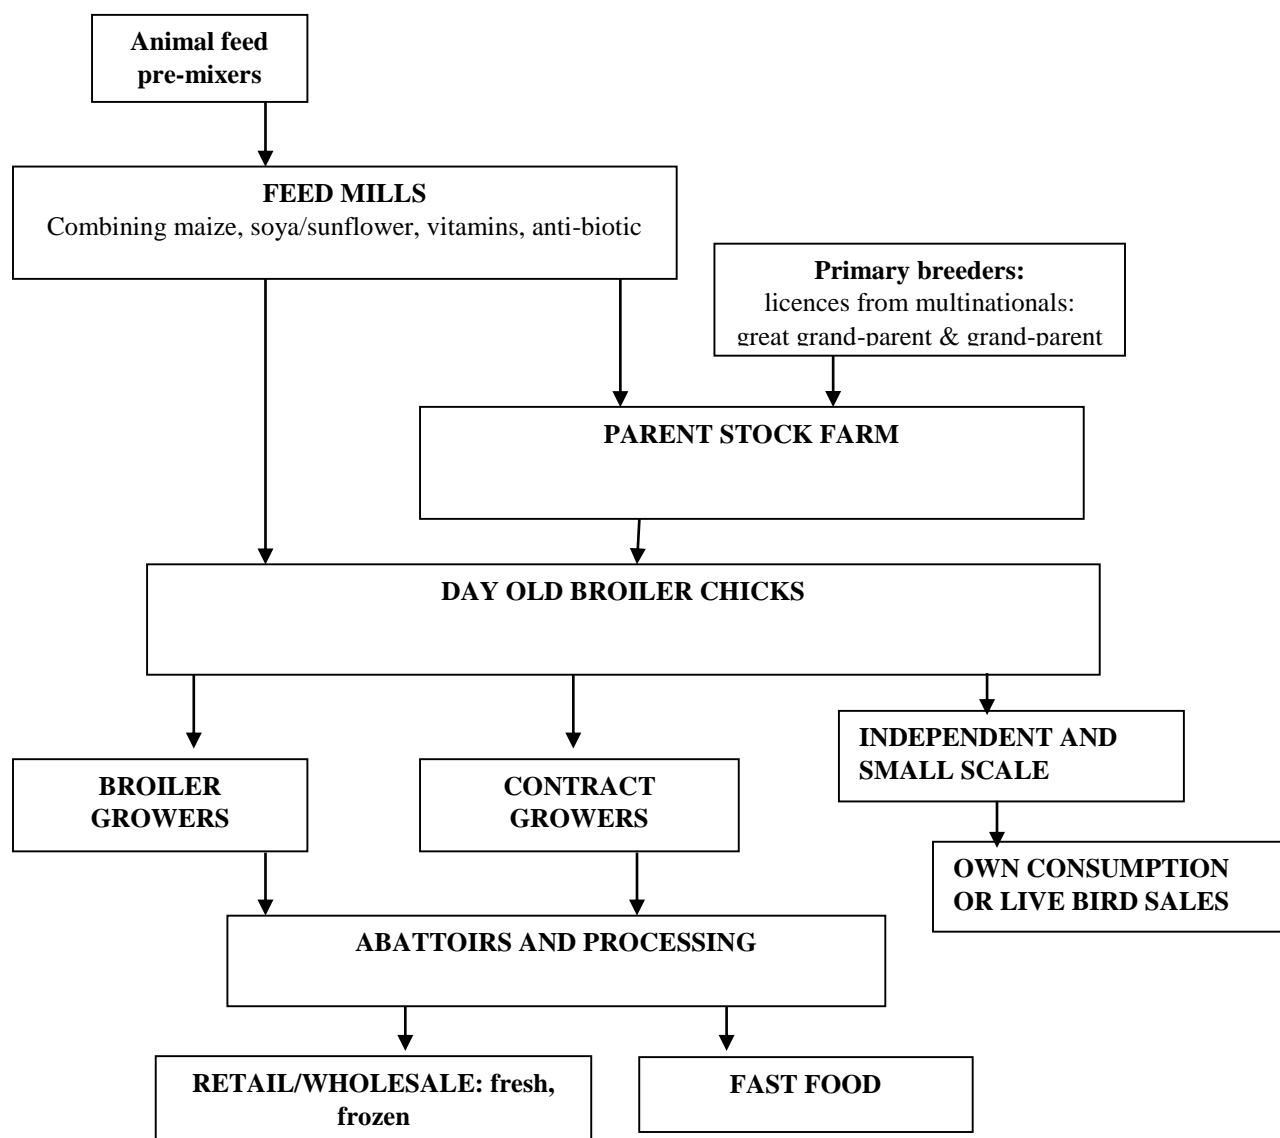 Animal feed
pre-mixers
FEED MILLS
Combining maize, soya/sunflower, vitamins, anti-biotic
Primary breeders:
licences from multinationals:
great grand-parent & grand-parent
PARENT STOCK FARM
DAY OLD BROILER CHICKS
INDEPENDENT AND
SMALL SCALE
BROILER
GROWERS
CONTRACT
GROWERS
OWN CONSUMPTION
OR LIVE BIRD SALES
ABATTOIRS AND PROCESSING
RETAIL/WHOLESALE: fresh,
frozen
FAST FOOD